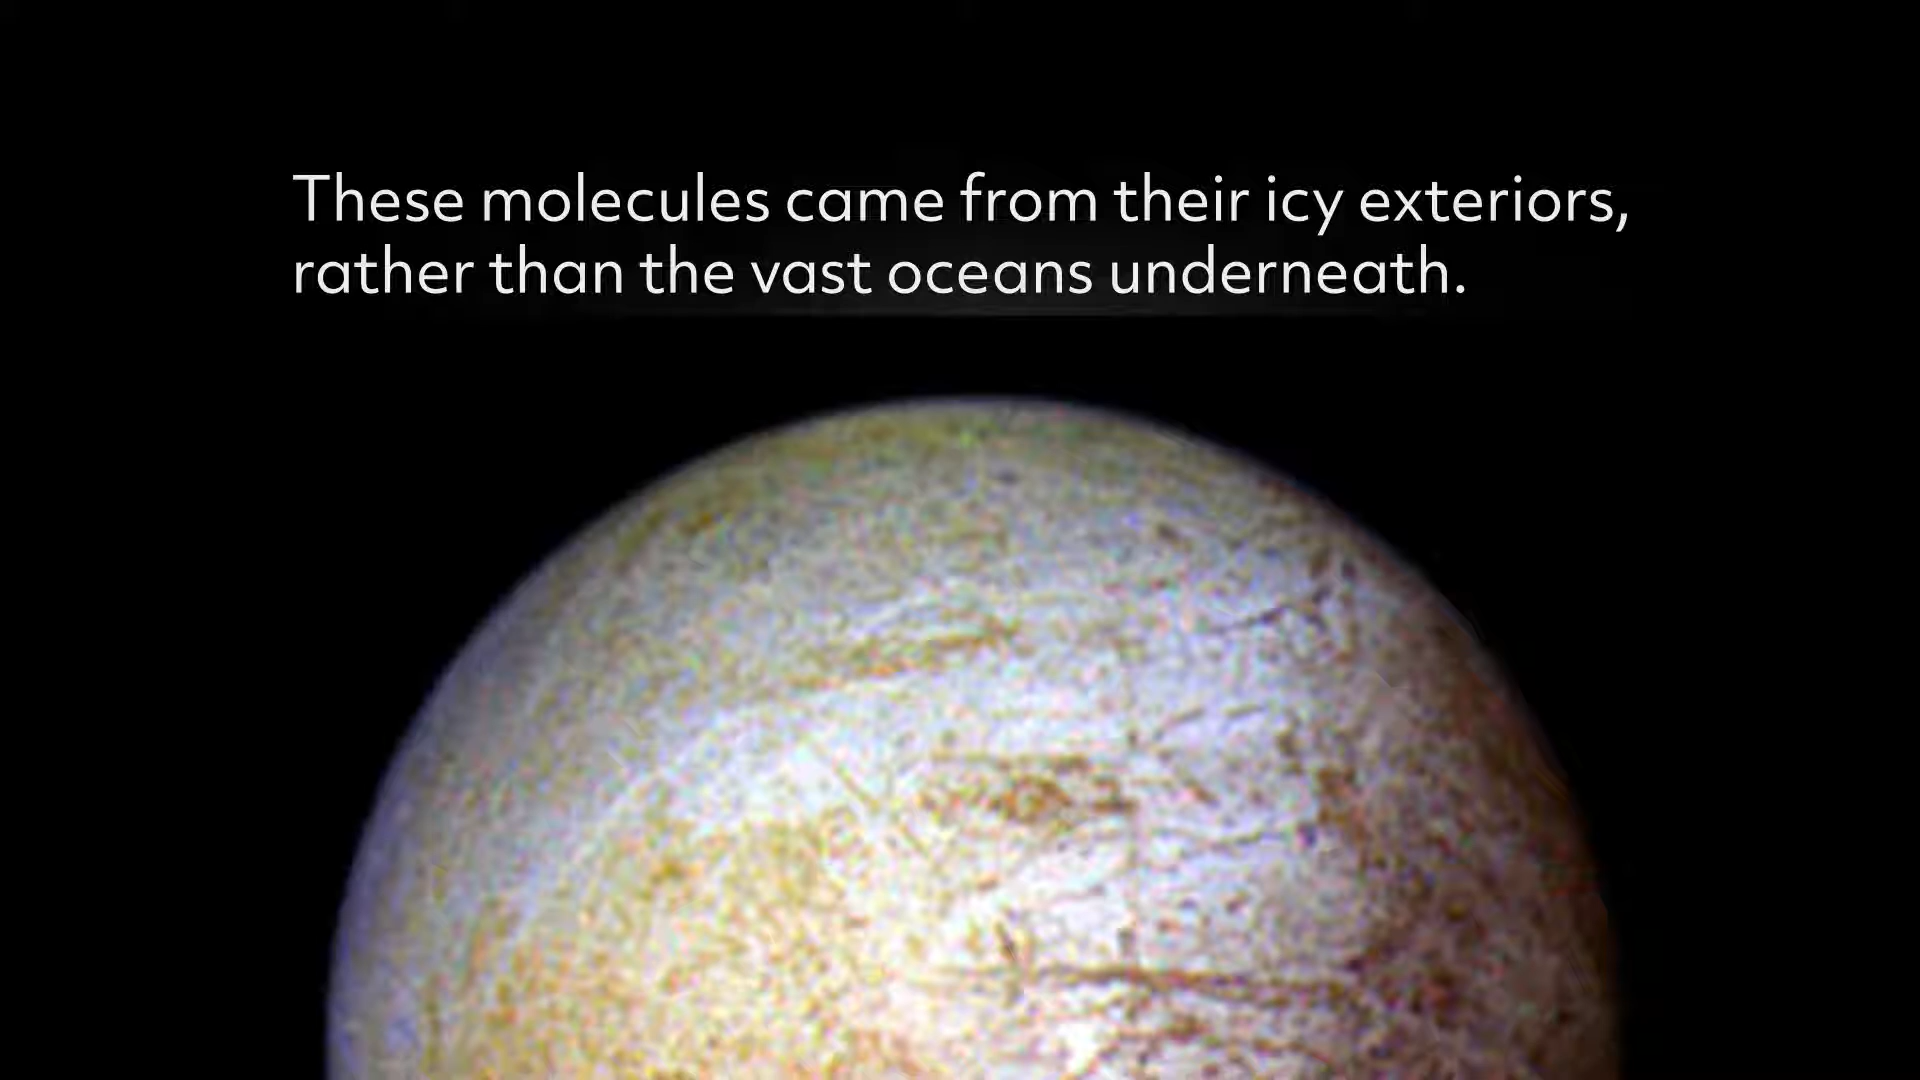 These molecules came from their icy exteriors,
rather than the vast oceans underneath.